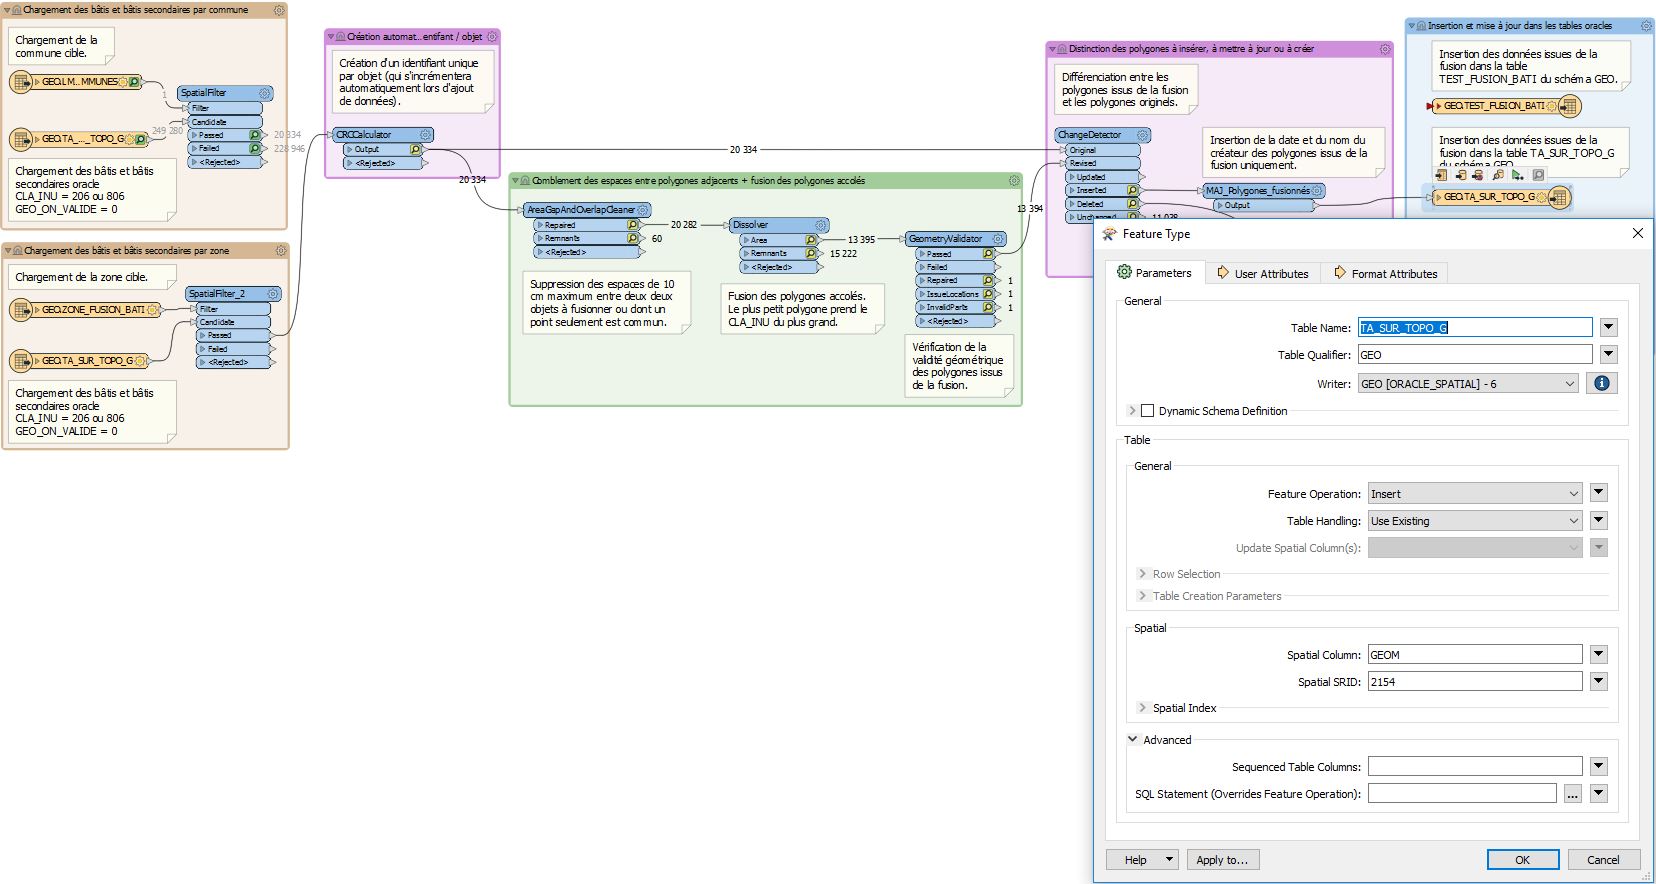 Chargement des bâtis et bâtis secondaires par commune
Chargement de la
commune cible.
GEO.LM...MMUNES
1
SpatialFilter
Filter
Candidate
Passed
20 334
Failed
228 946
<Rejected>
GEO.TA_..._TOPO_G
249 280
Chargement des bâtis et bâtis
secondaires oracle
CLA_INU = 206 ou 806
GEO_ON_VALIDE = 0
Chargement des bâtis et bâtis secondaires par zone
Chargement de la zone cible.
GEO.ZONE_FUSION_BATI
SpatialFilter_2
Filter
Candidate
Passed
Failed
<Rejected>
GEO.TA_SUR_TOPO_G
Chargement des bâtis et bâtis
secondaires oracle
CLA_INU = 206 ou 806
GEO_ON_VALIDE = 0
Création automat...entifant / objet
Création d'un identifiant unique
par objet (qui s'incrémentera
automatiquement lors d'ajout
de données).
CRCCalculator
Output
<Rejected>
20 334
20 334
Comblement des espaces entre polygones adjacents + fusion des polygones accolés
AreaGapAndOverlapCleaner
Repaired
20 282
Remnants
60
<Rejected>
Suppression des espaces de 10
cm maximum entre deux deux
objets à fusionner ou dont un
point seulement est commun.
Dissolver
Area
13 395
Remnants
15 222
<Rejected>
Fusion des polygones accolés.
Le plus petit polygone prend le
CLA_INU du plus grand.
GeometryValidator
Passed
Failed
Repaired
1
IssueLocations
1
InvalidParts
1
<Rejected>
Vérification de la
validité géométrique
des polygones issus
de la fusion.
13 394
Distinction des polygones à insérer, à mettre à jour ou à créer
Différenciation entre les
polygones issus de la fusion
et les polygones originels.
ChangeDetector
Original
Revised
Updated
Inserted
Deleted
Unchanged
11 038
Insertion de la date et du nom du
créateur des polygones issus de la
fusion uniquement.
MAJ_Polygones_fusionnés
Output
Insertion et mise à jour dans les tables oracles
Insertion des données issues de la
fusion dans la table
TEST_FUSION_BATI du schéma GEO.
GEO.TEST_FUSION_BATI
Insertion des données issues de la
fusion dans la table TA_SUR_TOPO_G
du schéma GEO
GEO.TA_SUR_TOPO_G
Feature Type
Parameters
User Attributes
Format Attributes
General
Table Name:
TA_SUR_TOPO_G
Table Qualifier:
GEO
Writer:
GEO [ORACLE_SPATIAL] - 6
Dynamic Schema Definition
Table
General
Feature Operation:
Insert
Table Handling:
Use Existing
Update Spatial Column(s):
Row Selection
Table Creation Parameters
Spatial
Spatial Column:
GEOM
Spatial SRID:
2154
Spatial Index
Advanced
Sequenced Table Columns:
SQL Statement (Overrides Feature Operation):
...
Help
Apply to...
OK
Cancel